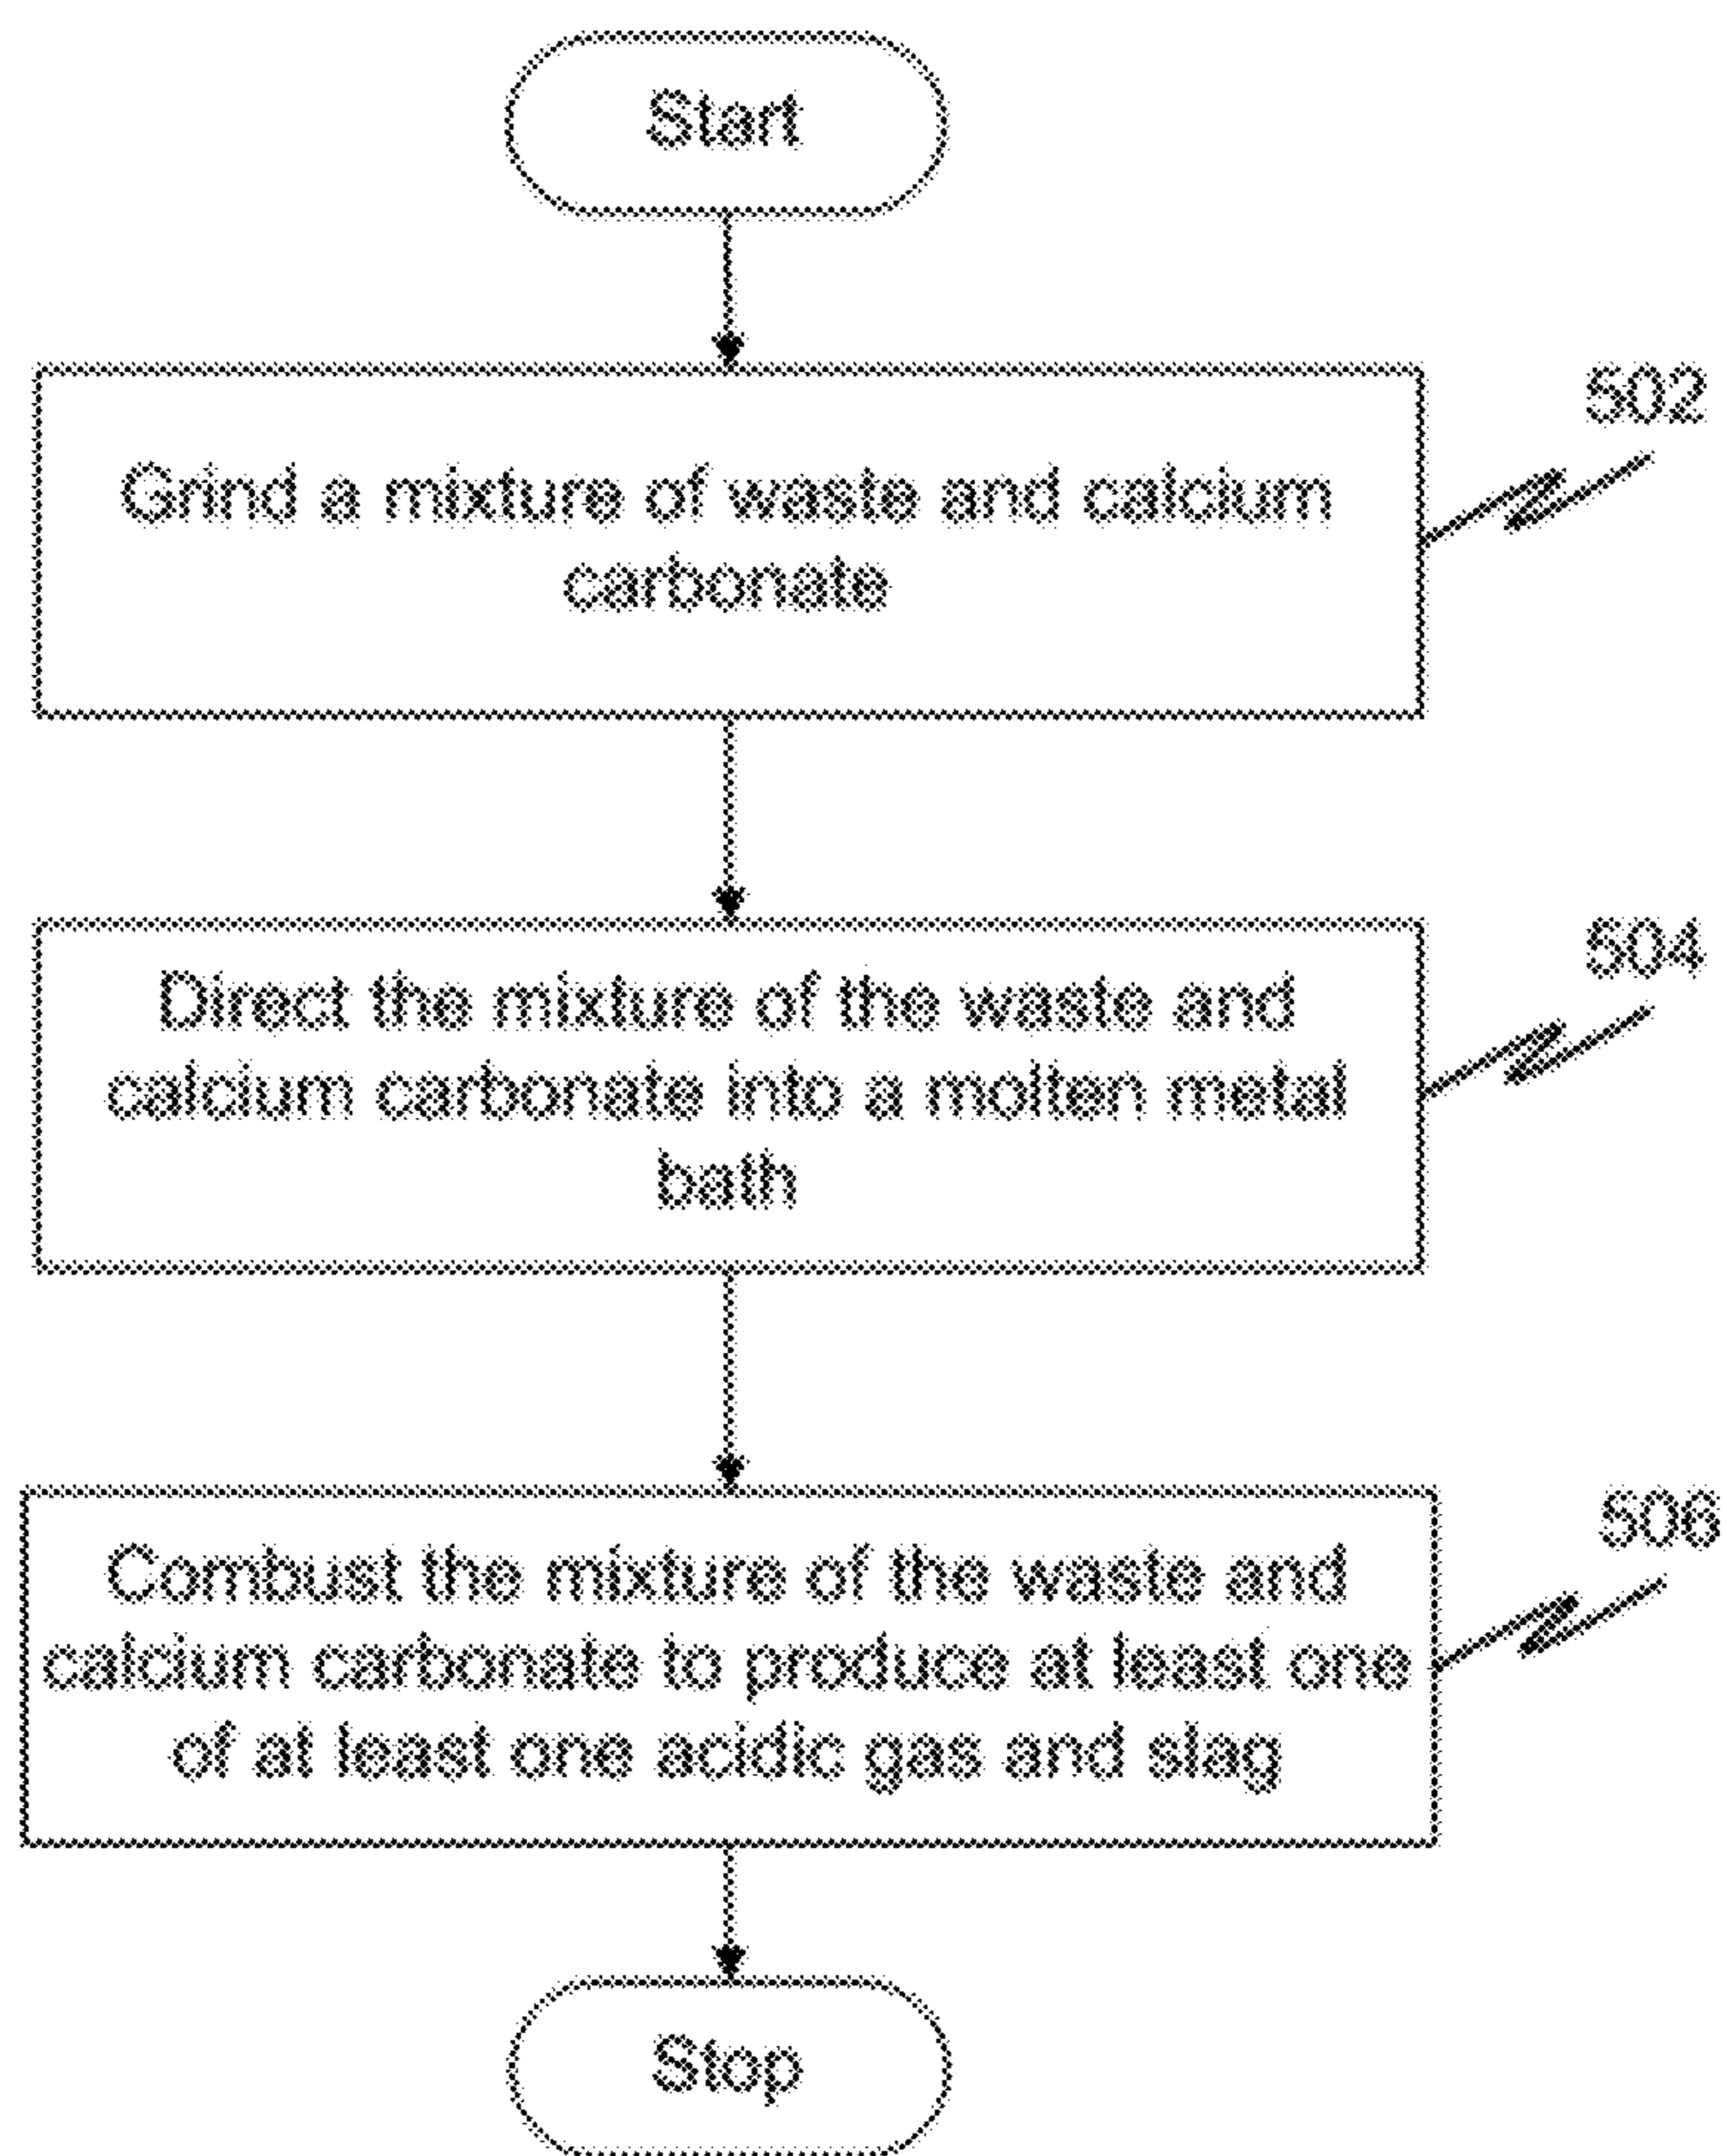 Start
502
Grind a mixture of waste and calcium
carbonate
504
Direct the mixture of the waste and
calcium carbonate into a molten metal
bath
506
Combust the mixture of the waste and
calcium carbonate to produce at least one
of at least one acidic gas and slag
Stop